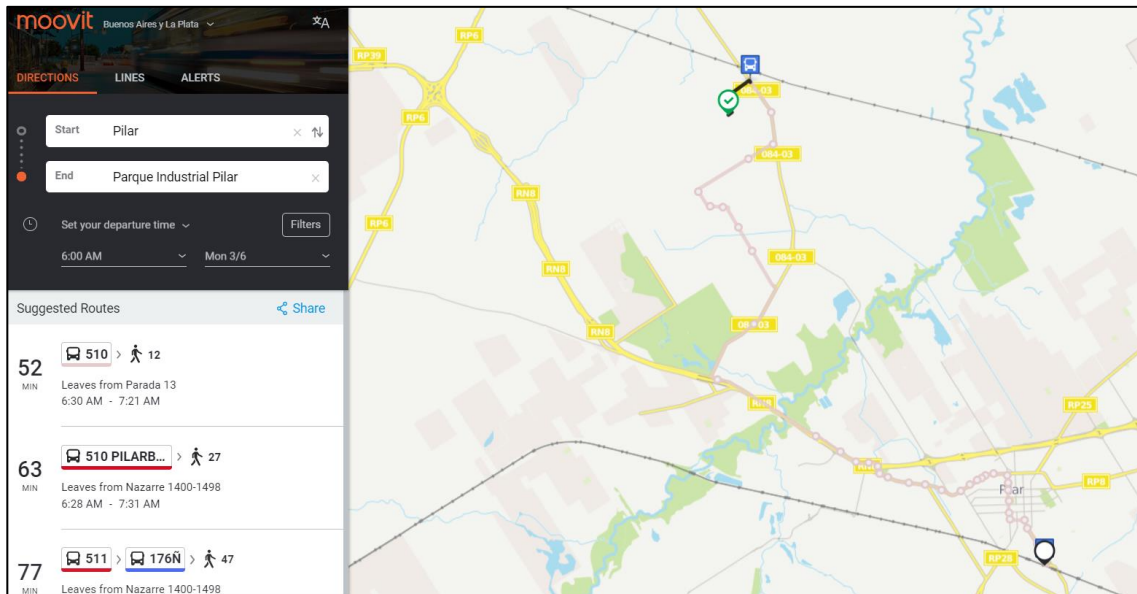 moovit Buenos Aires y La Plata
DIRECTIONS LINES ALERTS
Start Pilar
End Parque Industrial Pilar
Set your departure time Filters
6:00 AM Mon 3/6
Suggested Routes Share
52 MIN
510 > 12
Leaves from Parada 13
6:30 AM - 7:21 AM
63 MIN
510 PILARB... > 27
Leaves from Nazarre 1400-1498
6:28 AM - 7:31 AM
77 MIN
511 > 176Ñ > 47
Leaves from Nazarre 1400-1498
RP6
RP39
RP6
084-03
084-03
RN8
RP6
084-03
RN8
RN8
RN8
RP25
RP8
RP28